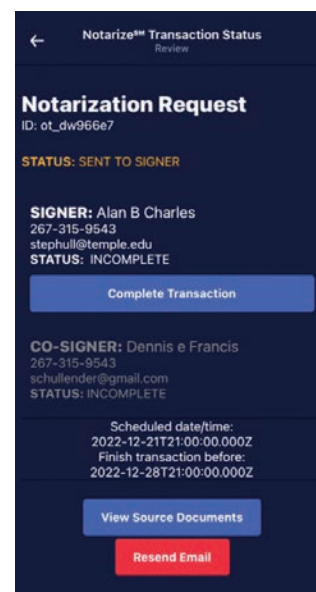 Notarize℠ Transaction Status
Review
Notarization Request
ID: ot_dw966e7
STATUS: SENT TO SIGNER
SIGNER: Alan B Charles
267-315-9543
stephull@temple.edu
STATUS: INCOMPLETE
Complete Transaction
CO-SIGNER: Dennis e Francis
267-315-9543
schullender@gmail.com
STATUS: INCOMPLETE
Scheduled date/time:
2022-12-21T21:00:00.000Z
Finish transaction before:
2022-12-28T21:00:00.000Z
View Source Documents
Resend Email